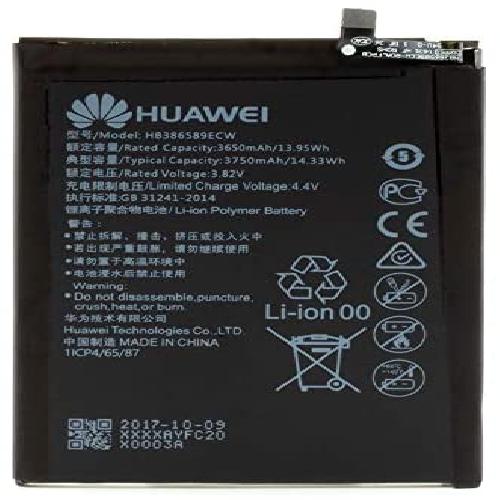 HUAWEI
型号/Model: HB386589ECW
额定容量/Rated Capacity:3650mAh/13.95Wh
典型容量/Typical Capacity:3750mAh/14.33Wh
额定电压/Rated Voltage:3.82V
充电限制电压/Limited Charge Voltage:4.4V
执行标准:GB 31241-2014
锂离子聚合物电池/Li-ion Polymer Battery
警告:
•禁止拆卸、撞击、挤压或投入火中
•若出现严重鼓胀,请勿继续使用
•请勿置于高温环境中
•电池浸水后禁止使用
Warning:
•Do not disassemble,puncture,
crush,heat,or burn.
华为技术有限公司
Huawei Technologies Co.,LTD.
中国制造/MADE IN CHINA
1ICP4/65/87
5
CE
Li-ion 00
2017-10-09
XXXXAYFC20
X0003A